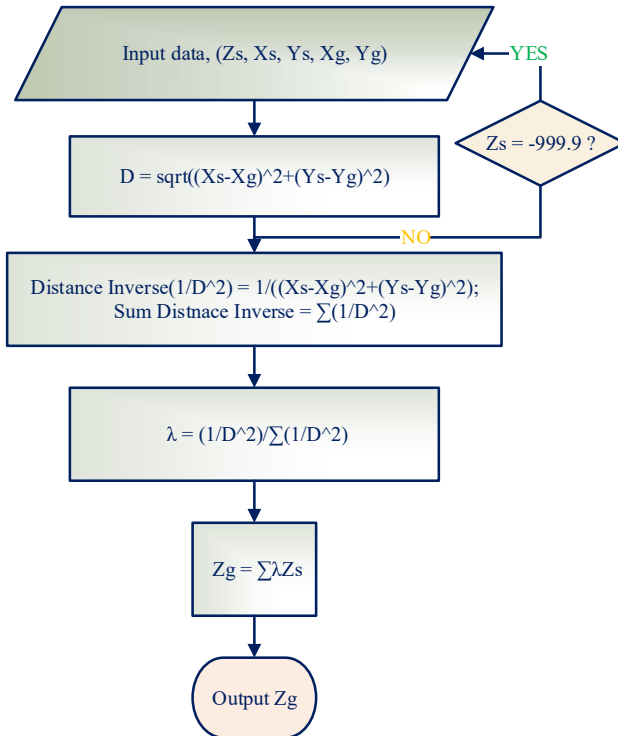 Input data, (Zs, Xs, Ys, Xg, Yg)
YES
Zs = -999.9 ?
D = sqrt((Xs-Xg)^2+(Ys-Yg)^2)
NO
Distance Inverse(1/D^2) = 1/((Xs-Xg)^2+(Ys-Yg)^2);
Sum Distnace Inverse = ∑(1/D^2)
λ = (1/D^2)/∑(1/D^2)
Zg = ∑λZs
Output Zg